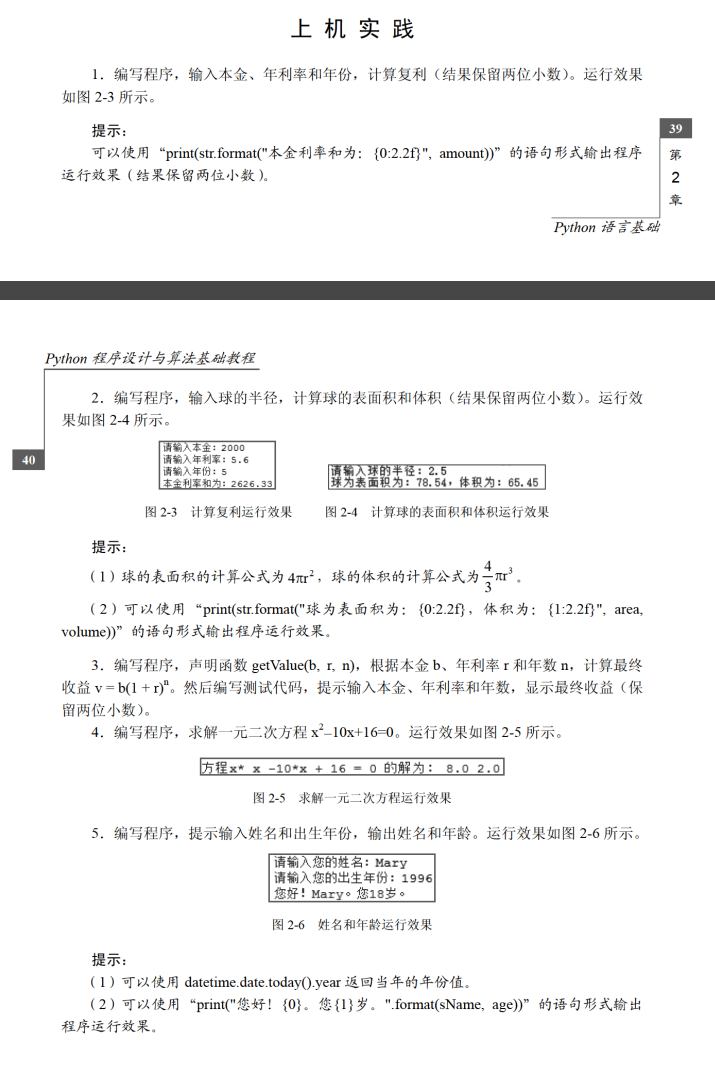 上 机 实 践
1．编写程序，输入本金、年利率和年份，计算复利（结果保留两位小数）。运行效果
如图 2-3 所示。
提示：
可以使用“print(str.format("本金利率和为： {0:2.2f}", amount))”的语句形式输出程序
运行效果（结果保留两位小数）。
39
第
2
章
Python 语言基础
Python 程序设计与算法基础教程
40
2．编写程序，输入球的半径，计算球的表面积和体积（结果保留两位小数）。运行效
果如图 2-4 所示。
请输入本金：2000
请输入年利率：5.6
请输入年份：5
本金利率和为：2626.33
请输入球的半径：2.5
球为表面积为：78.54，体积为：65.45
图 2-3 计算复利运行效果
图 2-4 计算球的表面积和体积运行效果
提示：
（1）球的表面积的计算公式为 4πr²，球的体积的计算公式为 4/3 πr³。
（2）可以使用“print(str.format("球为表面积为： {0:2.2f}，体积为： {1:2.2f}", area,
volume))”的语句形式输出程序运行效果。
3．编写程序，声明函数 getValue(b, r, n)，根据本金 b、年利率 r 和年数 n，计算最终
收益 v = b(1 + r)ⁿ。然后编写测试代码，提示输入本金、年利率和年数，显示最终收益（保
留两位小数）。
4．编写程序，求解一元二次方程 x²–10x+16=0。运行效果如图 2-5 所示。
方程x* x -10*x + 16 = 0 的解为： 8.0 2.0
图 2-5 求解一元二次方程运行效果
5．编写程序，提示输入姓名和出生年份，输出姓名和年龄。运行效果如图 2-6 所示。
请输入您的姓名：Mary
请输入您的出生年份：1996
您好！Mary。您18岁。
图 2-6 姓名和年龄运行效果
提示：
（1）可以使用 datetime.date.today().year 返回当年的年份值。
（2）可以使用“print("您好！{0}。您{1}岁。".format(sName, age))”的语句形式输出
程序运行效果。